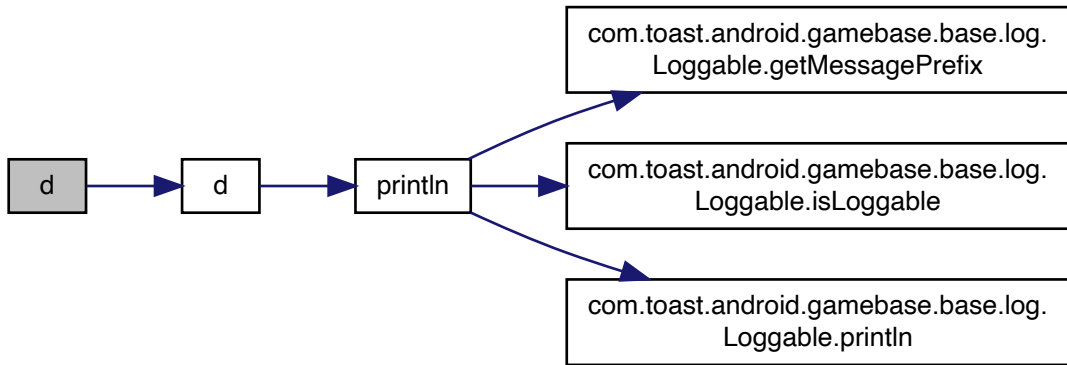 com.toast.android.gamebase.base.log.
Loggable.getMessagePrefix
d
d
println
com.toast.android.gamebase.base.log.
Loggable.isLoggable
com.toast.android.gamebase.base.log.
Loggable.println